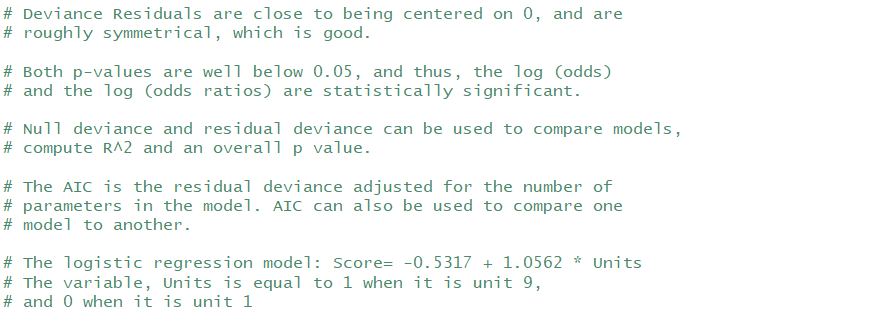 # Deviance Residuals are close to being centered on 0, and are
# roughly symmetrical, which is good.
# Both p-values are well below 0.05, and thus, the log (odds)
# and the log (odds ratios) are statistically significant.
# Null deviance and residual deviance can be used to compare models,
# compute R^2 and an overall p value.
# The AIC is the residual deviance adjusted for the number of
# parameters in the model. AIC can also be used to compare one
# model to another.
# The logistic regression model: Score= -0.5317 + 1.0562 * Units
# The variable, Units is equal to 1 when it is unit 9,
# and 0 when it is unit 1